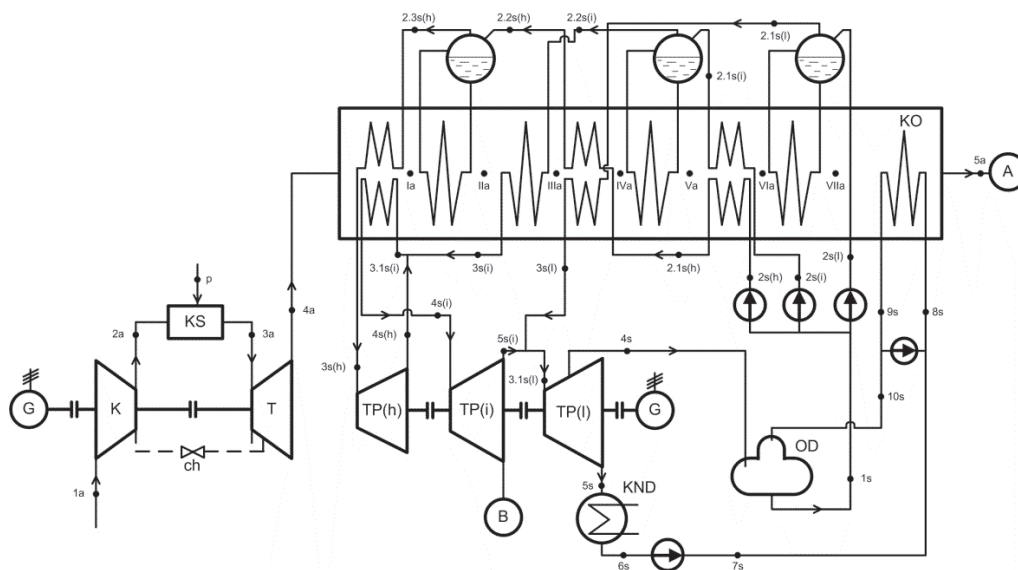 2.3s(h)
2.2s(h)
2.2s(i)
2.1s(l)
2.1s(i)
KO
5a
A
Ia
IIa
IIIa
IVa
Va
VIa
VIIa
3.1s(i)
3s(i)
3s(l)
2.1s(h)
2s(h)
2s(i)
2s(l)
p
KS
2a
3a
4a
4s(i)
4s(h)
5s(i)
4s
9s
8s
3s(h)
3.1s(l)
10s
G
K
T
TP(h)
TP(i)
TP(l)
G
ch
OD
1a
B
5s
KND
1s
6s
7s